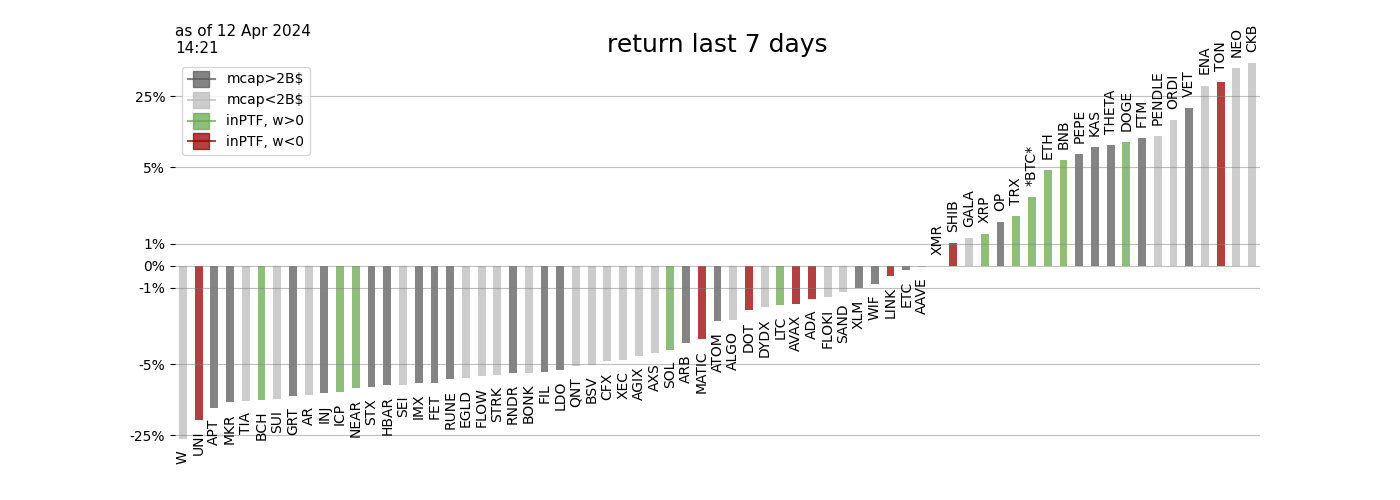 as of 12 Apr 2024
14:21
return last 7 days
mcap>2B$
mcap<2B$
inPTF, w>0
inPTF, w<0
25%
5%
1%
0%
-1%
-5%
-25%
W
UNI
APT
MKR
TIA
BCH
SUI
GRT
AR
INJ
ICP
NEAR
STX
HBAR
SEI
IMX
FET
RUNE
EGLD
FLOW
STRK
RNDR
BONK
FIL
LDO
QNT
BSV
CFX
XEC
AGIX
AXS
SOL
ARB
MATIC
ATOM
ALGO
DOT
DYDX
LTC
AVAX
ADA
FLOKI
SAND
XLM
WIF
LINK
ETC
AAVE
XMR
SHIB
GALA
XRP
OP
TRX
*BTC*
ETH
BNB
PEPE
KAS
THETA
DOGE
FTM
PENDLE
ORDI
VET
ENA
TON
NEO
CKB